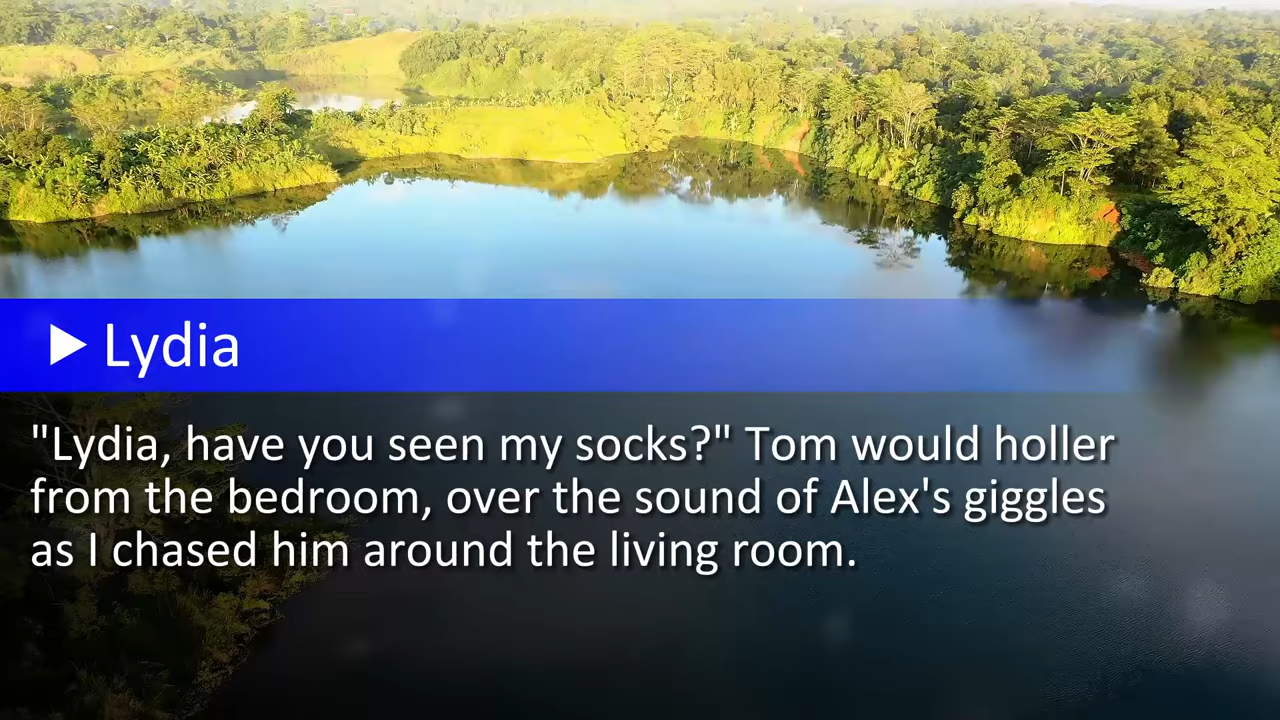 Lydia
"Lydia, have you seen my socks?" Tom would holler
from the bedroom, over the sound of Alex's giggles
as I chased him around the living room.